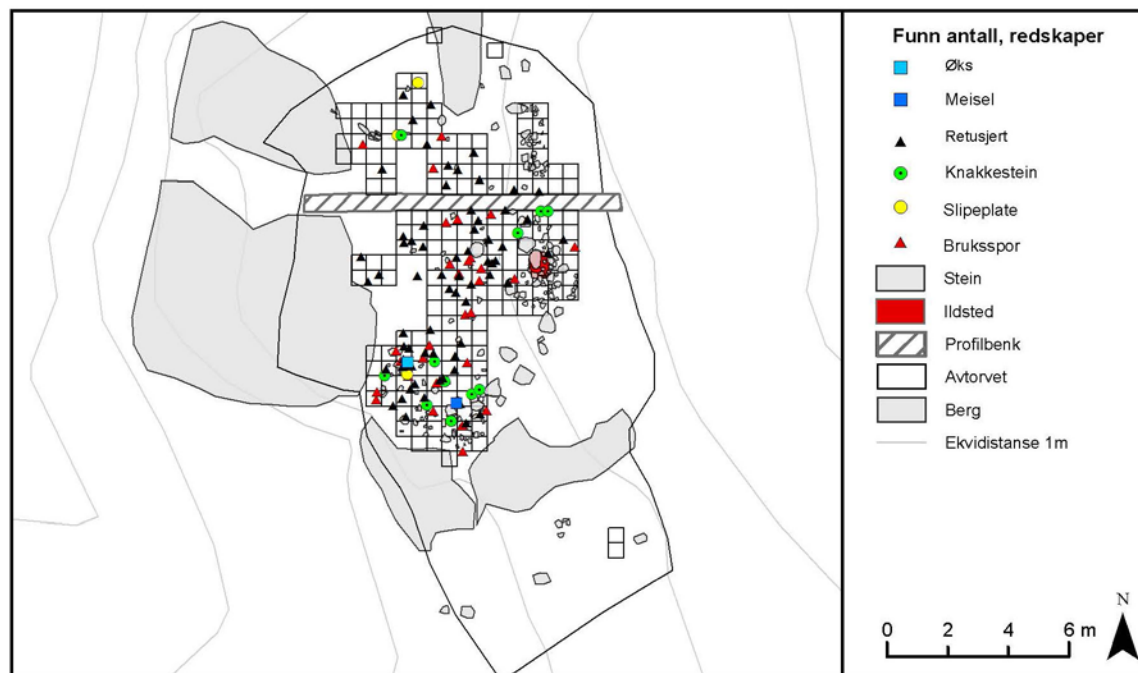 Funn antall, redskaper
Øks
Meisel
Retusjert
Knakkestein
Slipeplate
Bruksspor
Stein
Ildsted
Profilbenk
Avtorvet
Berg
Ekvidistanse 1m
N
0 2 4 6 m